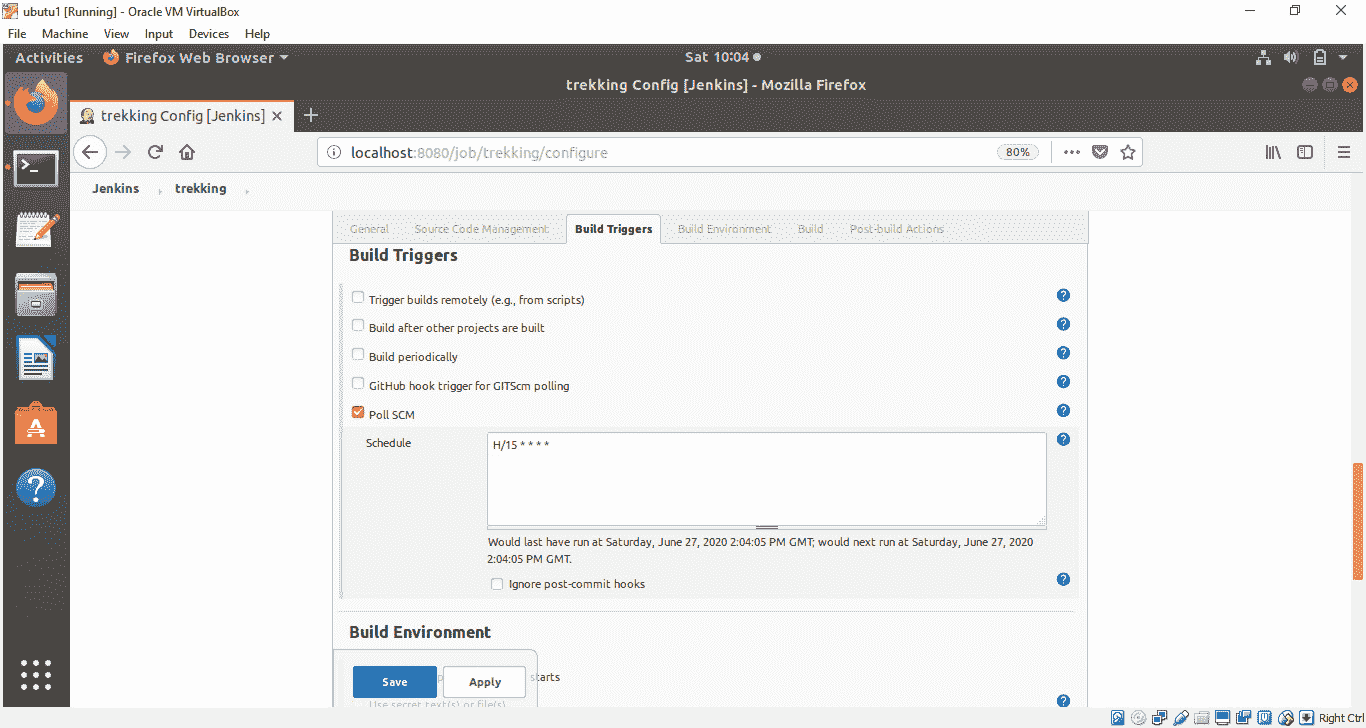 ubutu1 [Running] - Oracle VM VirtualBox
File Machine View Input Devices Help
Activities Firefox Web Browser Sat 10:04
trekking Config [Jenkins] - Mozilla Firefox
trekking Config [Jenkins]
localhost:8080/job/trekking/configure 80%
Jenkins trekking
General Source Code Management Build Triggers Build Environment Build Post-build Actions
Build Triggers
Trigger builds remotely (e.g., from scripts)
Build after other projects are built
Build periodically
GitHub hook trigger for GITScm polling
Poll SCM
Schedule H/15 * * * *
Would last have run at Saturday, June 27, 2020 2:04:05 PM GMT; would next run at Saturday, June 27, 2020
2:04:05 PM GMT.
Ignore post-commit hooks
Build Environment
Save Apply starts
Use secret text(s) or file(s)
Right Ctrl